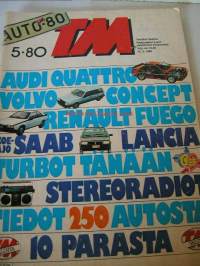 AUTO-80
TM
5-80
AUDI QUATTRO
VOLVO CONCEPT
RENAULT FUEGO
KOE-
SAAB LANCIA
TURBOT TÄNÄÄN
STEREORADIOT
TIEDOT 250 AUTOSTA
10 PARASTA